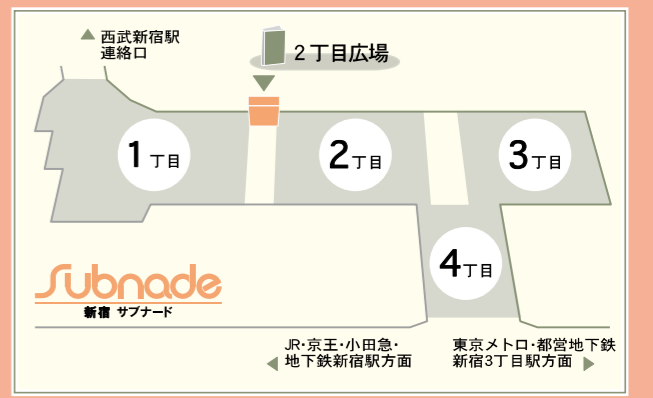 西武新宿駅
連絡口
2丁目広場
1丁目
2丁目
3丁目
4丁目
Subnade
新宿 サブナード
JR・京王・小田急・
地下鉄新宿駅方面
東京メトロ・都営地下鉄
新宿3丁目駅方面